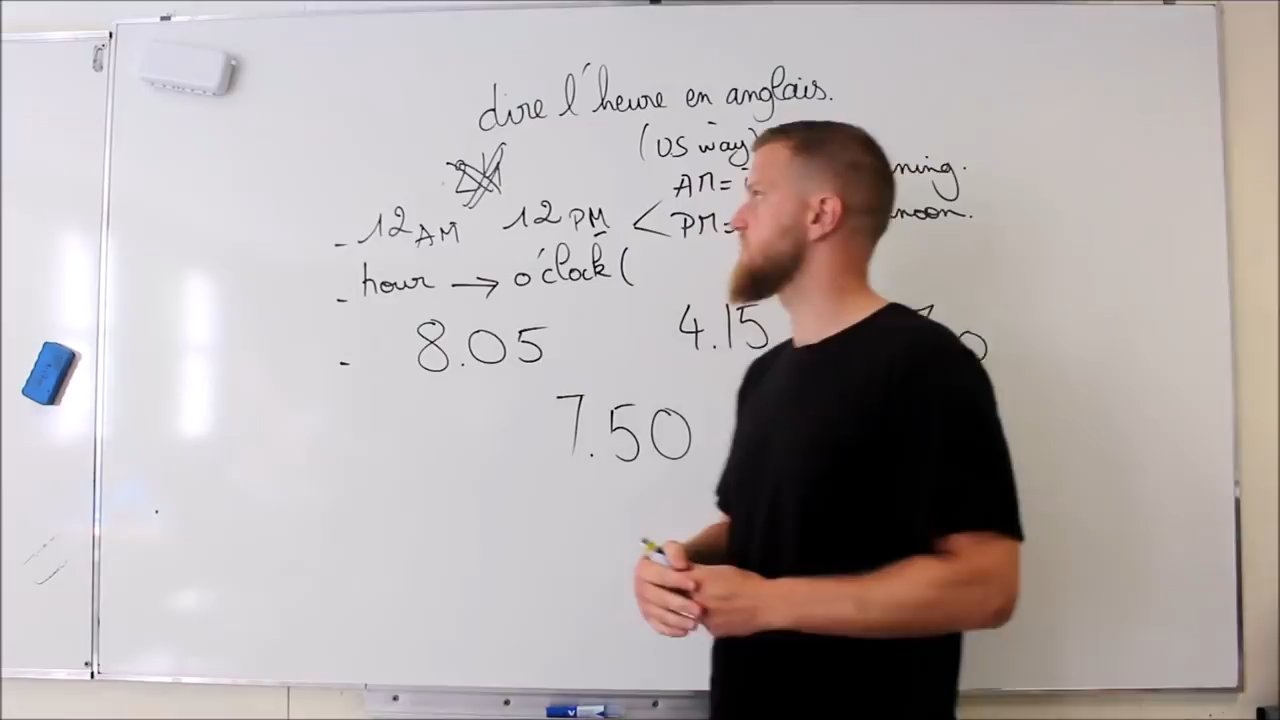 dire l'heure en anglais.
(US way)
AM= ning.
- 12 AM 12 PM < PM= noon.
- hour → o'clock (
- 8.05 4.15
7.50